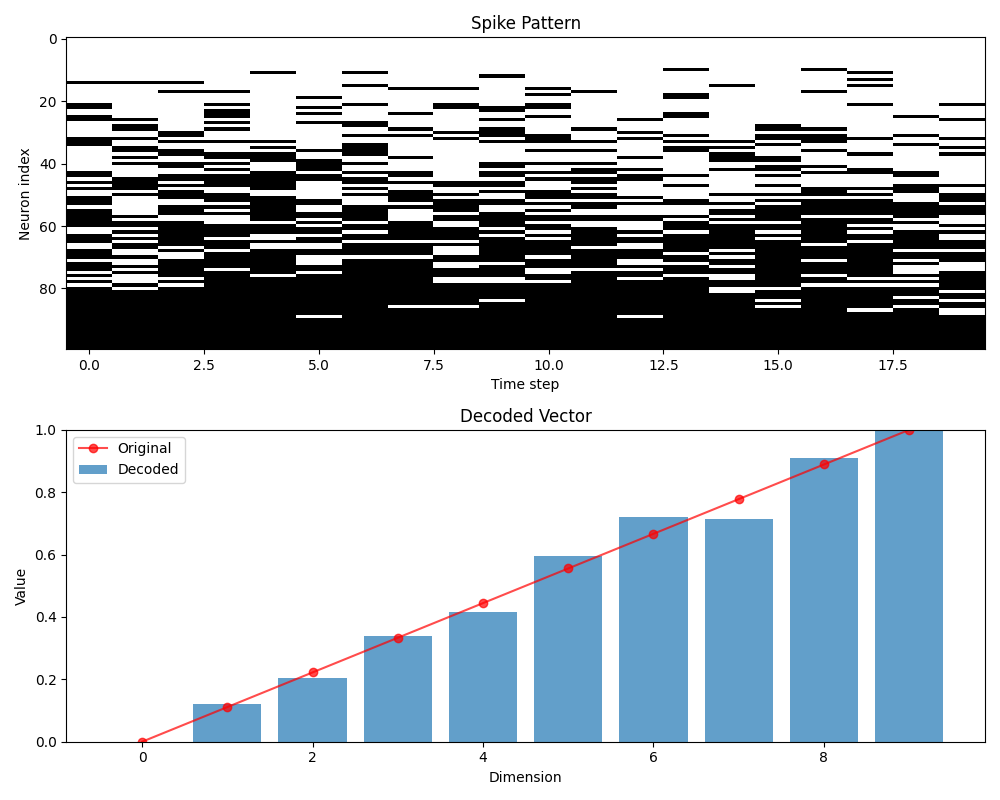 Spike Pattern
0
20
40
60
80
Neuron index
0.0 2.5 5.0 7.5 10.0 12.5 15.0 17.5
Time step
Decoded Vector
1.0
0.8
0.6
0.4
0.2
0.0
Value
Original
Decoded
0 2 4 6 8
Dimension